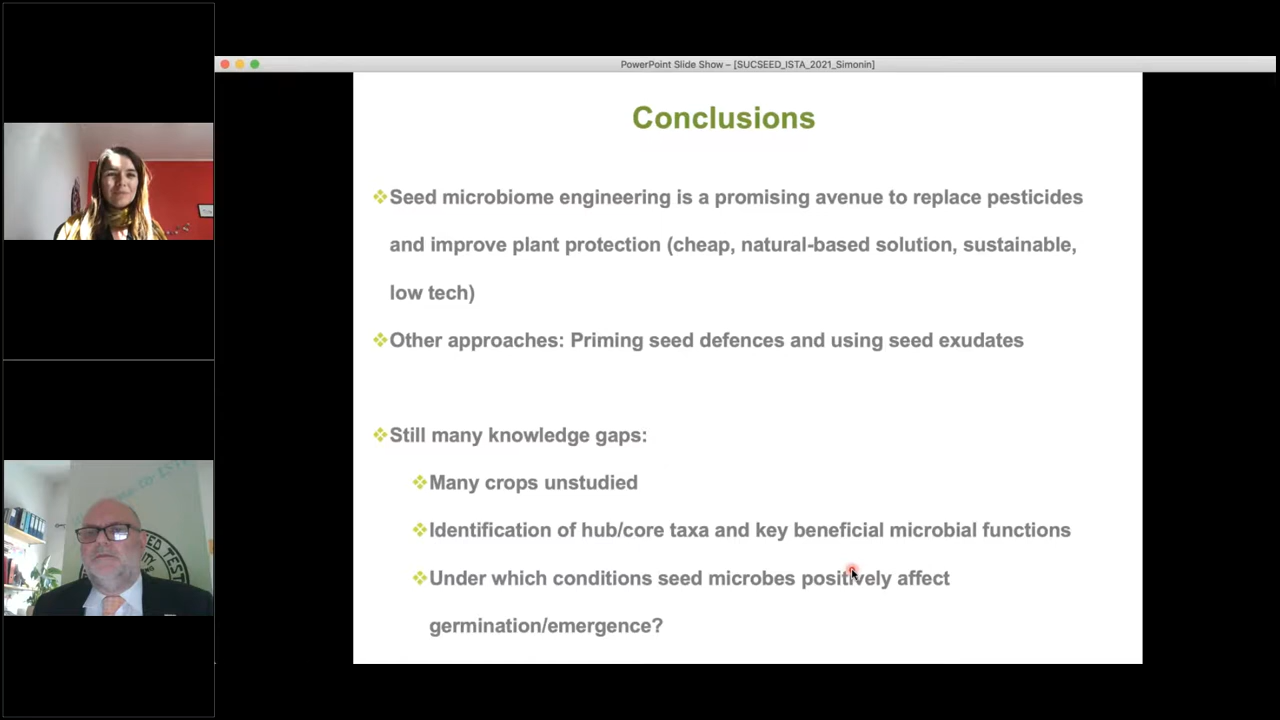 PowerPoint Slide Show – [SUCSEED_ISTA_2021_Simonin]
Conclusions
❖Seed microbiome engineering is a promising avenue to replace pesticides
and improve plant protection (cheap, natural-based solution, sustainable,
low tech)
❖Other approaches: Priming seed defences and using seed exudates
❖Still many knowledge gaps:
❖Many crops unstudied
❖Identification of hub/core taxa and key beneficial microbial functions
❖Under which conditions seed microbes positively affect
germination/emergence?